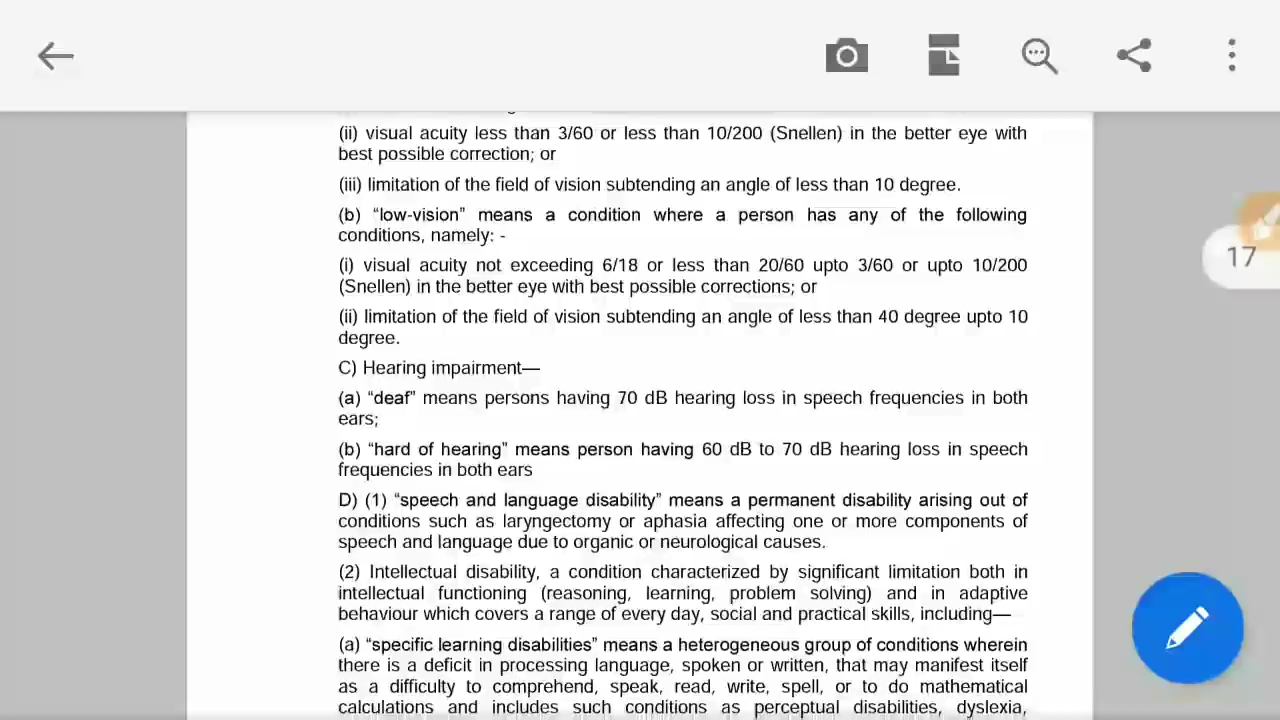 (ii) visual acuity less than 3/60 or less than 10/200 (Snellen) in the better eye with
best possible correction; or
(iii) limitation of the field of vision subtending an angle of less than 10 degree.
(b) “low-vision” means a condition where a person has any of the following
conditions, namely: -
(i) visual acuity not exceeding 6/18 or less than 20/60 upto 3/60 or upto 10/200
(Snellen) in the better eye with best possible corrections; or
17
(ii) limitation of the field of vision subtending an angle of less than 40 degree upto 10
degree.
C) Hearing impairment—
(a) “deaf” means persons having 70 dB hearing loss in speech frequencies in both
ears;
(b) “hard of hearing” means person having 60 dB to 70 dB hearing loss in speech
frequencies in both ears
D) (1) “speech and language disability” means a permanent disability arising out of
conditions such as laryngectomy or aphasia affecting one or more components of
speech and language due to organic or neurological causes.
(2) Intellectual disability, a condition characterized by significant limitation both in
intellectual functioning (reasoning, learning, problem solving) and in adaptive
behaviour which covers a range of every day, social and practical skills, including—
(a) “specific learning disabilities” means a heterogeneous group of conditions wherein
there is a deficit in processing language, spoken or written, that may manifest itself
as a difficulty to comprehend, speak, read, write, spell, or to do mathematical
calculations and includes such conditions as perceptual disabilities, dyslexia,